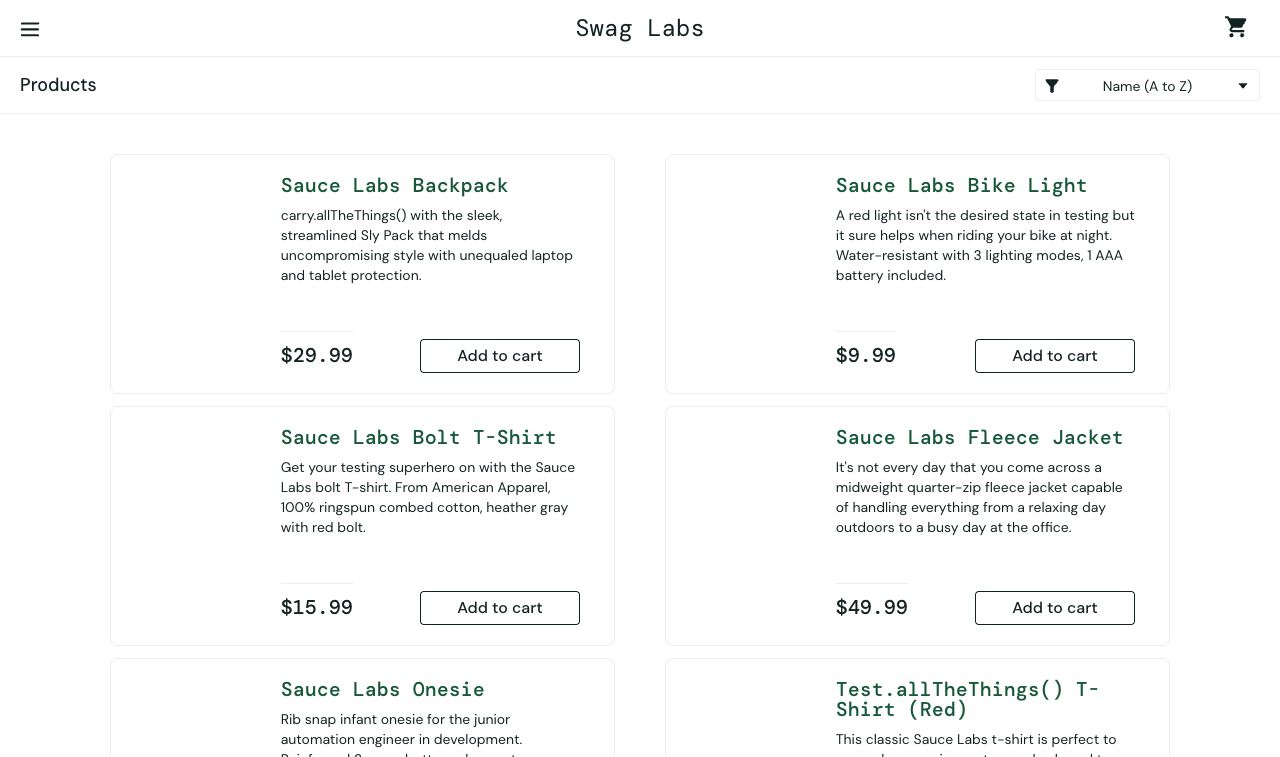 Swag Labs
Products
Name (A to Z)
Sauce Labs Backpack
carry.allTheThings() with the sleek,
streamlined Sly Pack that melds
uncompromising style with unequaled laptop
and tablet protection.
$29.99
Add to cart
Sauce Labs Bike Light
A red light isn't the desired state in testing but
it sure helps when riding your bike at night.
Water-resistant with 3 lighting modes, 1 AAA
battery included.
$9.99
Add to cart
Sauce Labs Bolt T-Shirt
Get your testing superhero on with the Sauce
Labs bolt T-shirt. From American Apparel,
100% ringspun combed cotton, heather gray
with red bolt.
$15.99
Add to cart
Sauce Labs Fleece Jacket
It's not every day that you come across a
midweight quarter-zip fleece jacket capable
of handling everything from a relaxing day
outdoors to a busy day at the office.
$49.99
Add to cart
Sauce Labs Onesie
Rib snap infant onesie for the junior
automation engineer in development.
Test.allTheThings() T-
Shirt (Red)
This classic Sauce Labs t-shirt is perfect to